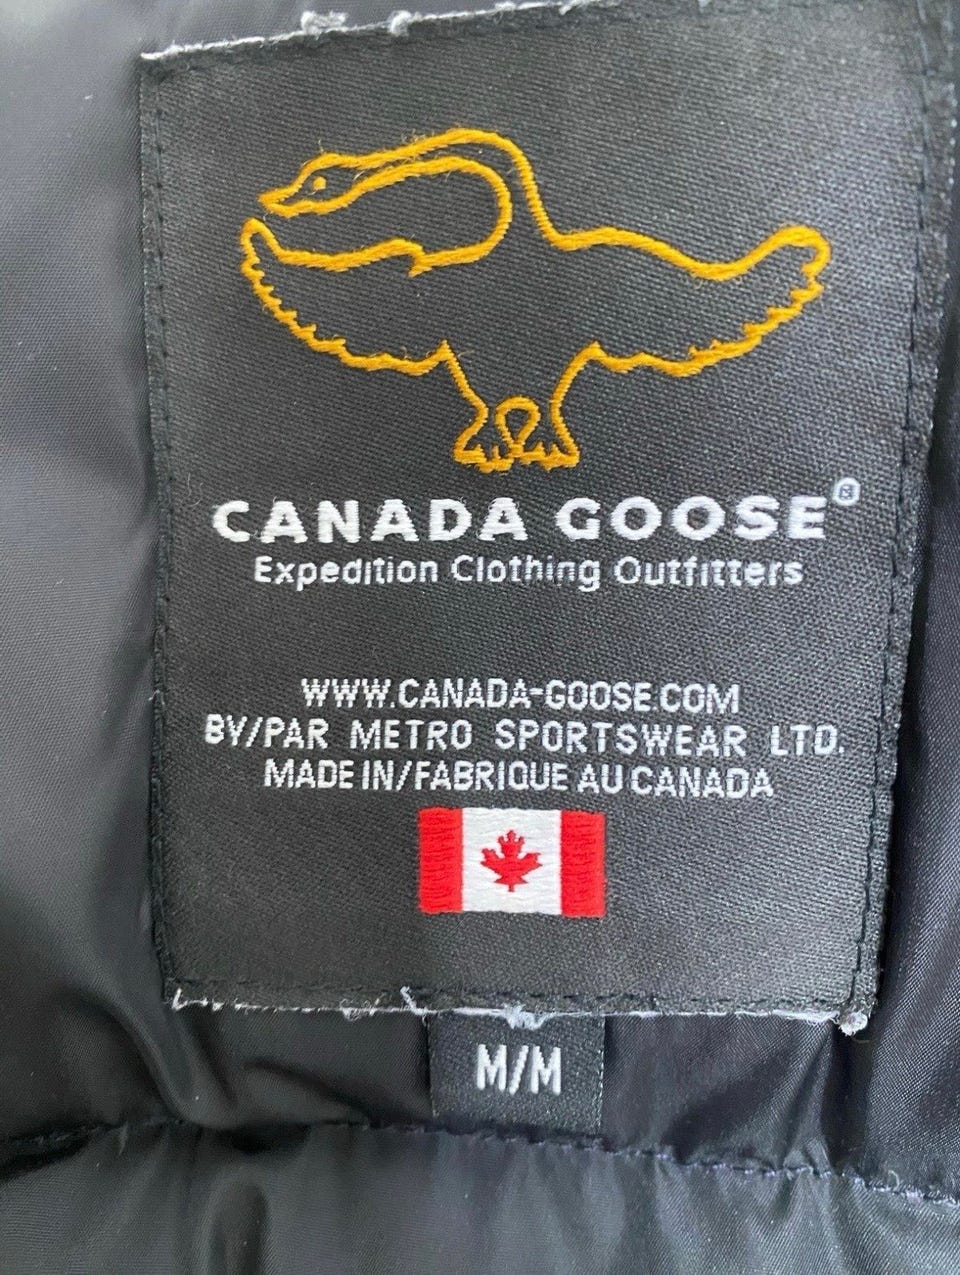 CANADA GOOSE®
Expedition Clothing Outfitters
WWW.CANADA-GOOSE.COM
BY/PAR METRO SPORTSWEAR LTD.
MADE IN/FABRIQUE AU CANADA
M/M